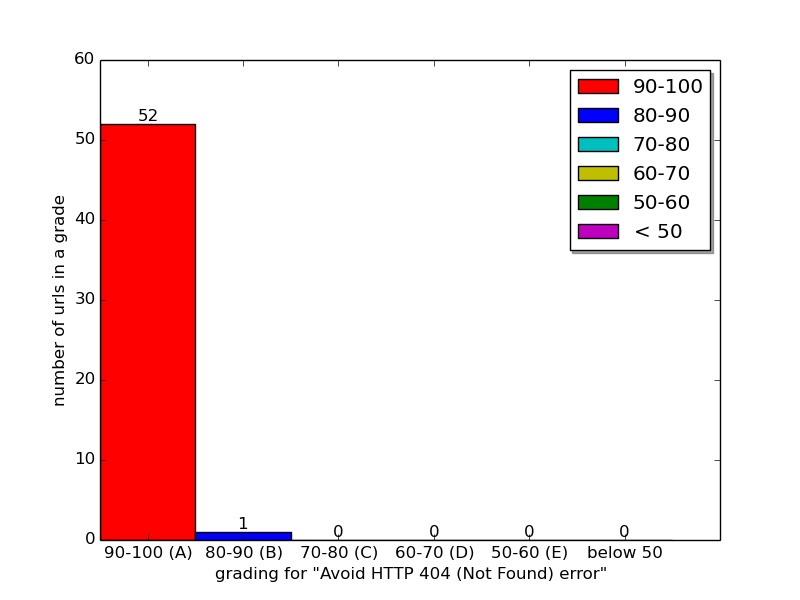 60
50
40
30
20
10
0
number of urls in a grade
52
1
0
0
0
0
90-100 (A)
80-90 (B)
70-80 (C)
60-70 (D)
50-60 (E)
below 50
grading for "Avoid HTTP 404 (Not Found) error"
90-100
80-90
70-80
60-70
50-60
< 50